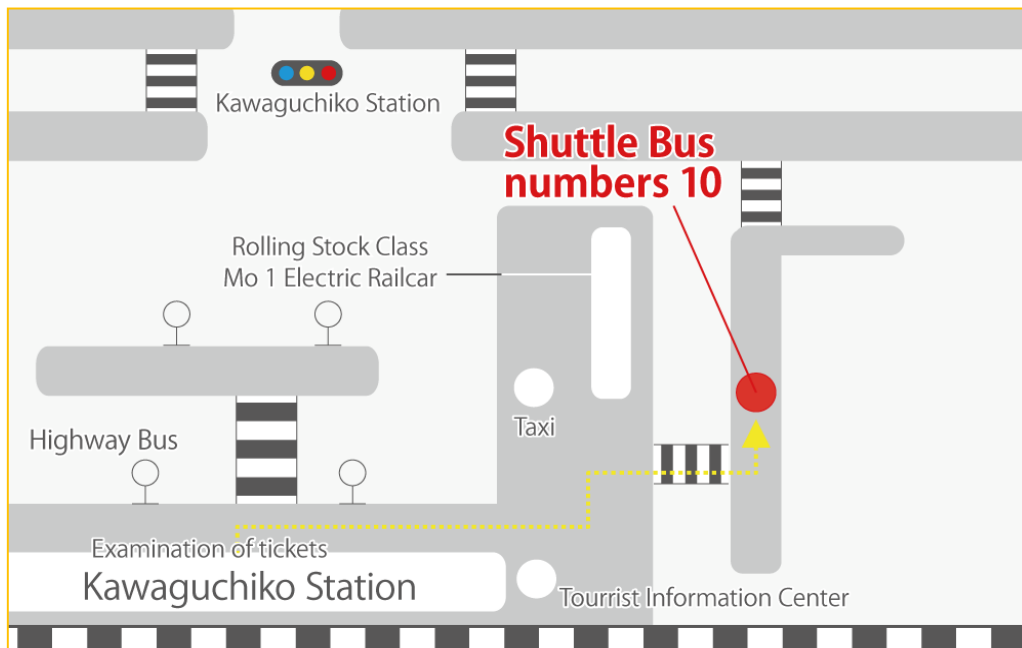 Kawaguchiko Station
Shuttle Bus
numbers 10
Rolling Stock Class
Mo 1 Electric Railcar
Taxi
Highway Bus
Examination of tickets
Kawaguchiko Station
Tourrist Information Center